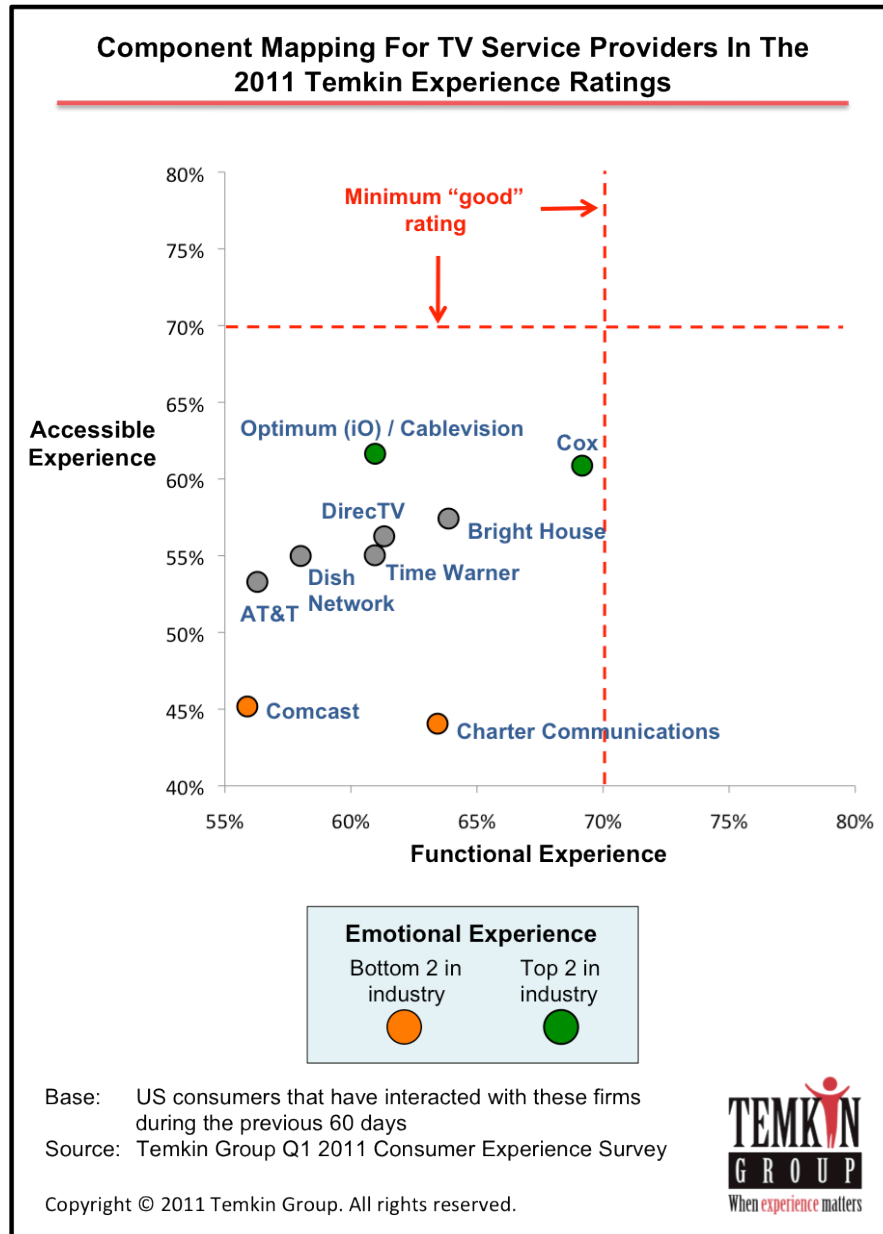 Component Mapping For TV Service Providers In The
2011 Temkin Experience Ratings
80%
75%
70%
65%
60%
55%
50%
45%
40%
Minimum “good”
rating
Accessible
Experience
Optimum (iO) / Cablevision
Cox
DirecTV
Bright House
Time Warner
Dish
Network
AT&T
Comcast
Charter Communications
55%
60%
65%
70%
75%
80%
Functional Experience
Emotional Experience
Bottom 2 in
industry
Top 2 in
industry
Base: US consumers that have interacted with these firms
during the previous 60 days
Source: Temkin Group Q1 2011 Consumer Experience Survey
Copyright © 2011 Temkin Group. All rights reserved.
TEMKIN
GROUP
When experience matters